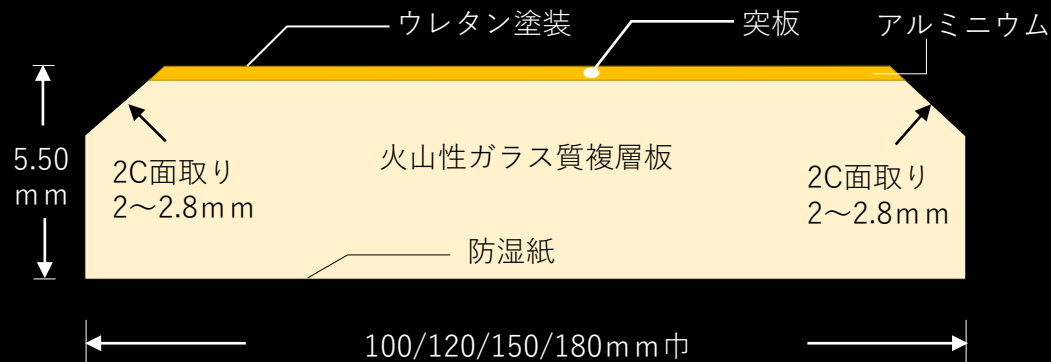 ウレタン塗装
突板
アルミニウム
5.50
ｍｍ
2C面取り
2～2.8ｍｍ
火山性ガラス質複層板
2C面取り
2～2.8ｍｍ
防湿紙
100/120/150/180ｍｍ巾